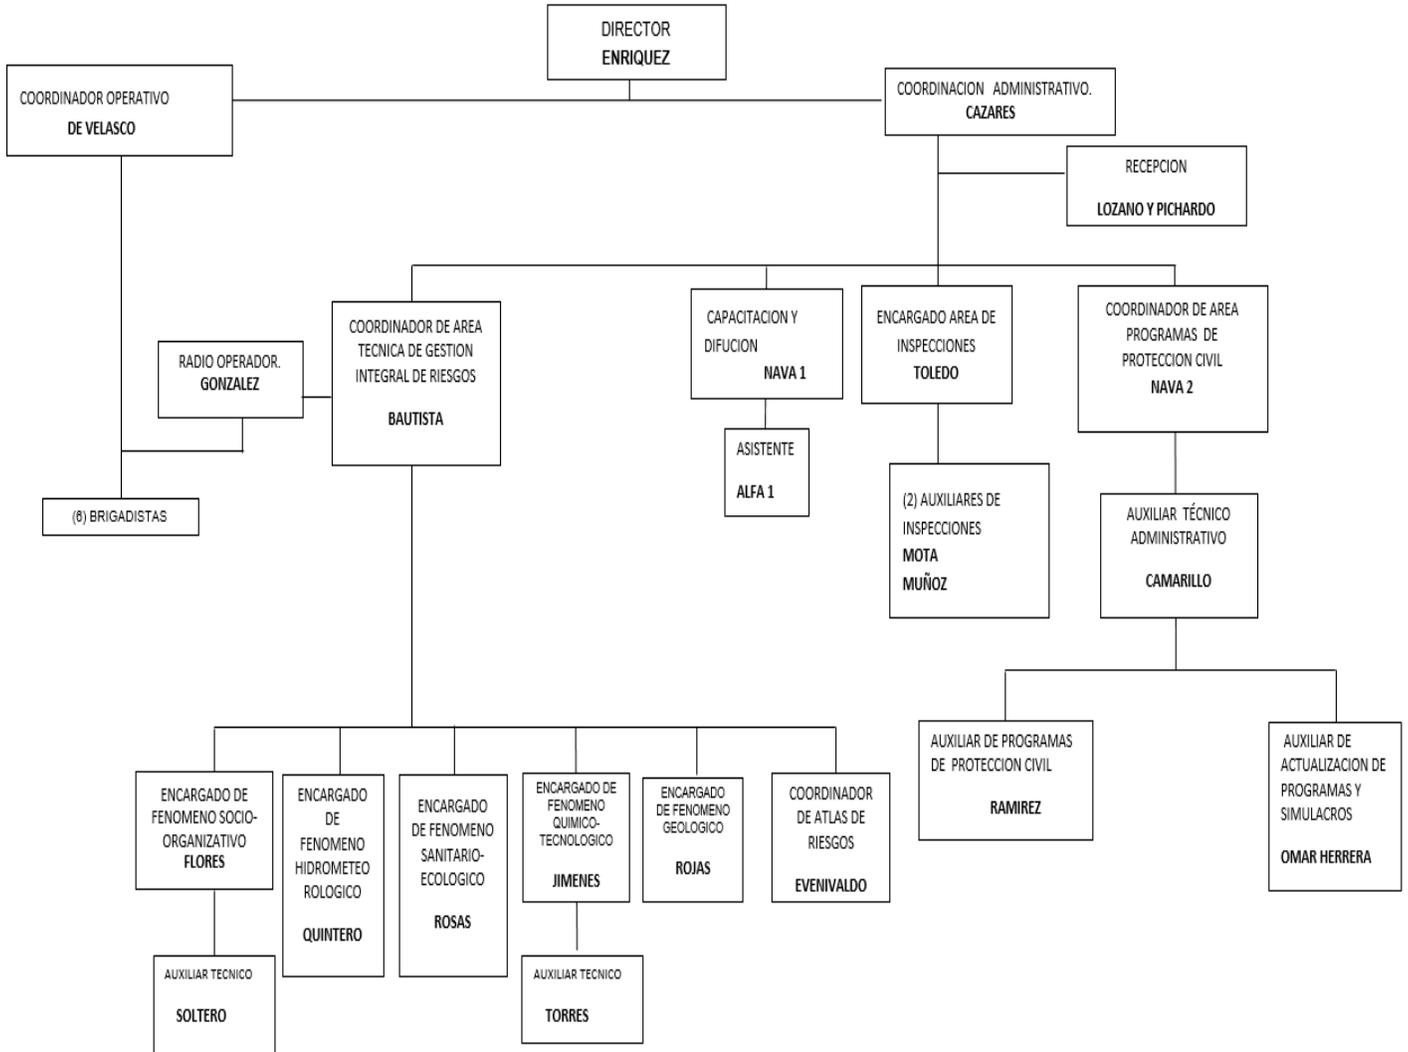 DIRECTOR
ENRIQUEZ
COORDINADOR OPERATIVO
DE VELASCO
COORDINACION ADMINISTRATIVO.
CAZARES
RECEPCION
LOZANO Y PICHARDO
RADIO OPERADOR.
GONZALEZ
COORDINADOR DE AREA
TECNICA DE GESTION
INTEGRAL DE RIESGOS
BAUTISTA
CAPACITACION Y
DIFUCION
NAVA 1
ENCARGADO AREA DE
INSPECCIONES
TOLEDO
COORDINADOR DE AREA
PROGRAMAS DE
PROTECCION CIVIL
NAVA 2
ASISTENTE
ALFA 1
(2) AUXILIARES DE
INSPECCIONES
MOTA
MUÑOZ
AUXILIAR TÉCNICO
ADMINISTRATIVO
CAMARILLO
(6) BRIGADISTAS
AUXILIAR DE PROGRAMAS
DE PROTECCION CIVIL
RAMIREZ
AUXILIAR DE
ACTUALIZACION DE
PROGRAMAS Y
SIMULACROS
OMAR HERRERA
ENCARGADO DE
FENOMENO SOCIO-
ORGANIZATIVO
FLORES
ENCARGADO
DE
FENOMENO
HIDROMETEO
ROLOGICO
QUINTERO
ENCARGADO
DE FENOMENO
SANITARIO-
ECOLOGICO
ROSAS
ENCARGADO DE
FENOMENO
QUIMICO-
TECNOLOGICO
JIMENES
ENCARGADO
DE FENOMENO
GEOLOGICO
ROJAS
COORDINADOR
DE ATLAS DE
RIESGOS
EVENIVALDO
AUXILIAR TECNICO
SOLTERO
AUXILIAR TECNICO
TORRES